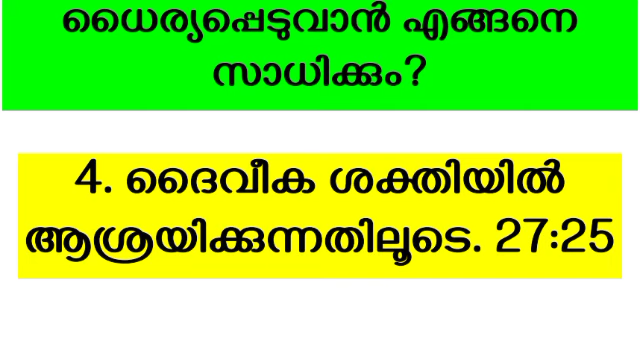 ധൈര്യപ്പെടുവാൻ എങ്ങനെ
സാധിക്കും?
4. ദൈവീക ശക്തിയിൽ
ആശ്രയിക്കുന്നതിലൂടെ. 27:25